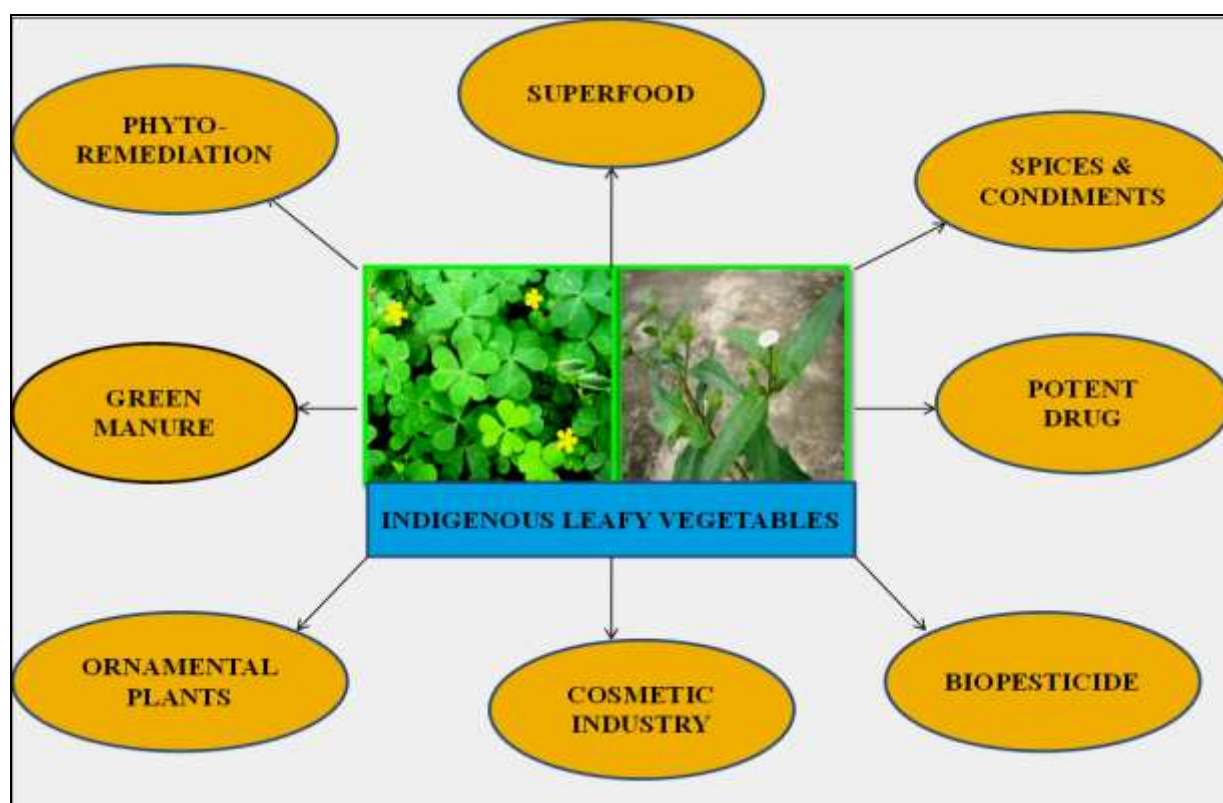 SUPERFOOD
PHYTO-
REMEDIATION
SPICES &
CONDIMENTS
GREEN
MANURE
POTENT
DRUG
INDIGENOUS LEAFY VEGETABLES
ORNAMENTAL
PLANTS
COSMETIC
INDUSTRY
BIOPESTICIDE